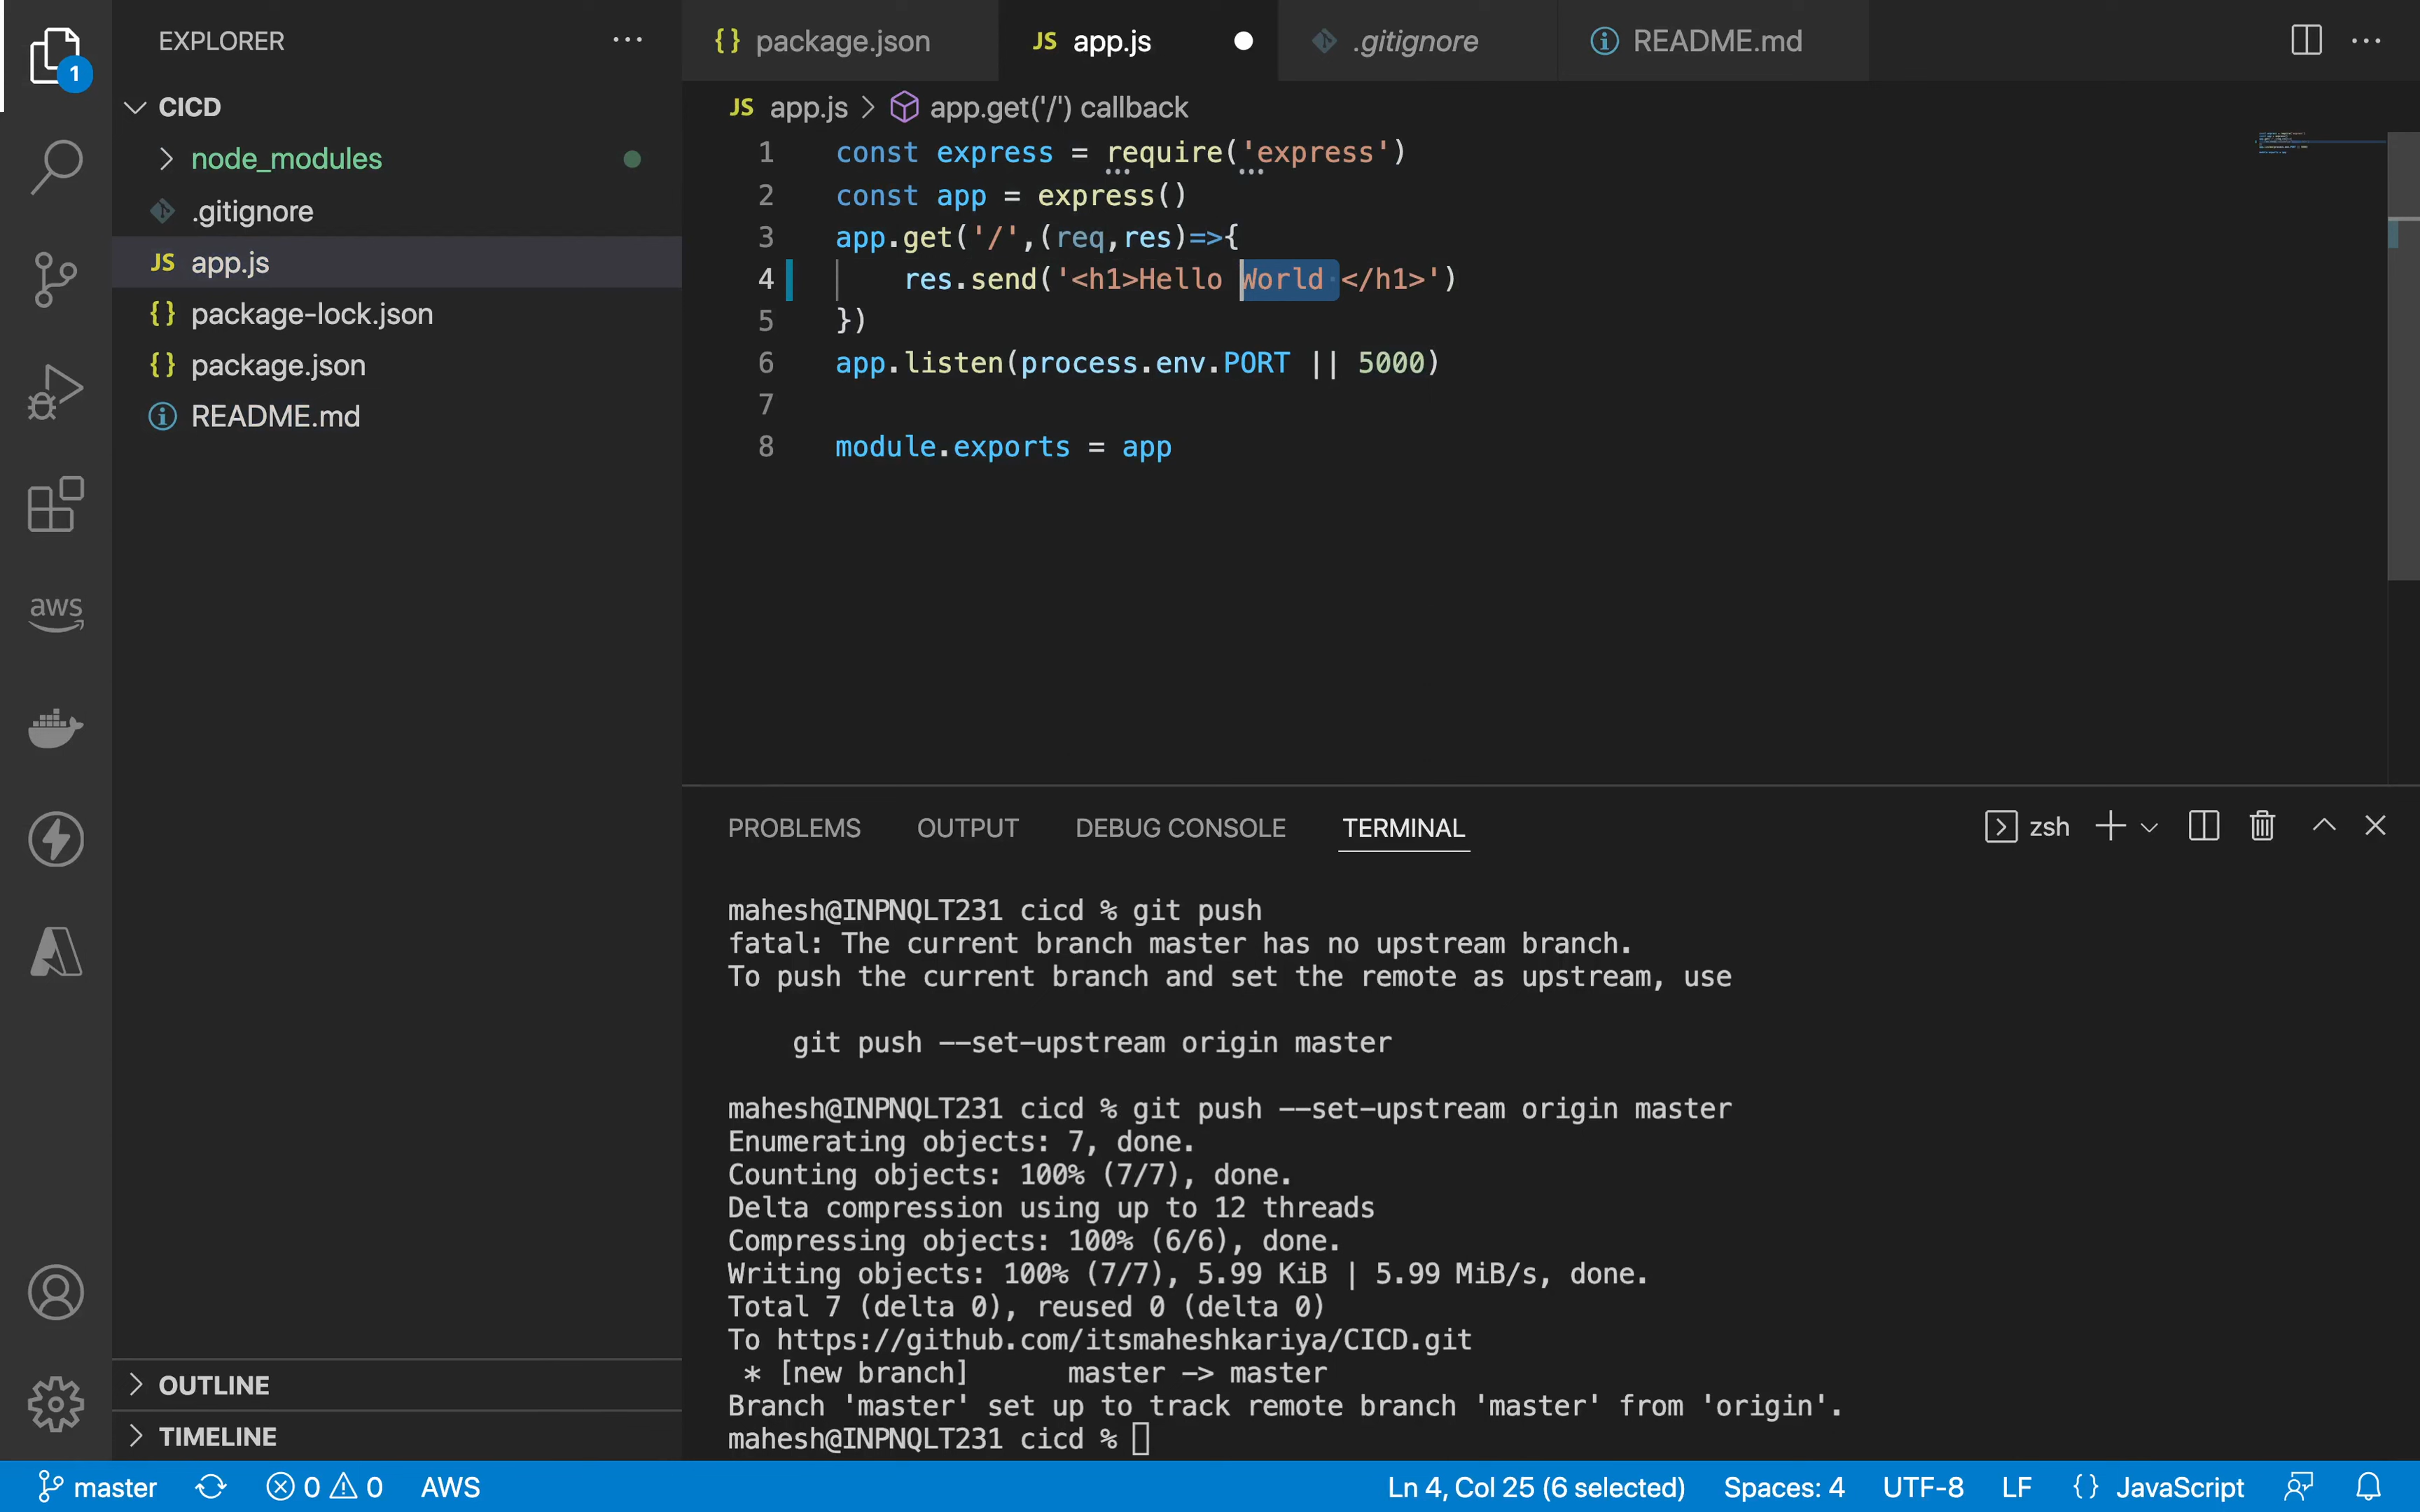 EXPLORER
1
CICD
node_modules
.gitignore
JS app.js
{} package-lock.json
{} package.json
README.md
aws
OUTLINE
TIMELINE
{} package.json
JS app.js
.gitignore
README.md
JS app.js > app.get('/') callback
1 const express = require('express')
2 const app = express()
3 app.get('/',(req,res)=>{
4 res.send('<h1>Hello World </h1>')
5 })
6 app.listen(process.env.PORT || 5000)
7
8 module.exports = app
PROBLEMS OUTPUT DEBUG CONSOLE TERMINAL
zsh
mahesh@INPNQLT231 cicd % git push
fatal: The current branch master has no upstream branch.
To push the current branch and set the remote as upstream, use
git push --set-upstream origin master
mahesh@INPNQLT231 cicd % git push --set-upstream origin master
Enumerating objects: 7, done.
Counting objects: 100% (7/7), done.
Delta compression using up to 12 threads
Compressing objects: 100% (6/6), done.
Writing objects: 100% (7/7), 5.99 KiB | 5.99 MiB/s, done.
Total 7 (delta 0), reused 0 (delta 0)
To https://github.com/itsmaheshkariya/CICD.git
* [new branch] master -> master
Branch 'master' set up to track remote branch 'master' from 'origin'.
mahesh@INPNQLT231 cicd %
master 0 0 AWS Ln 4, Col 25 (6 selected) Spaces: 4 UTF-8 LF {} JavaScript